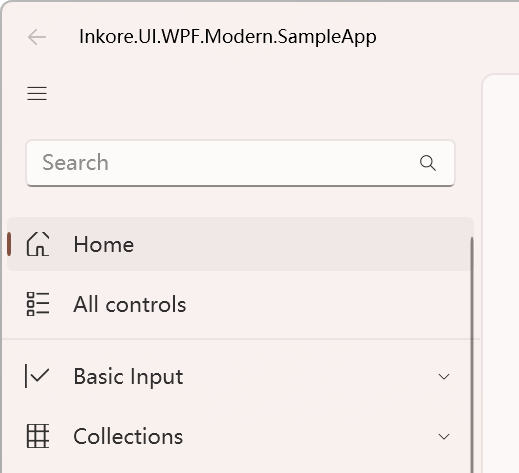 Inkore.UI.WPF.Modern.SampleApp
Search
Home
All controls
Basic Input
Collections